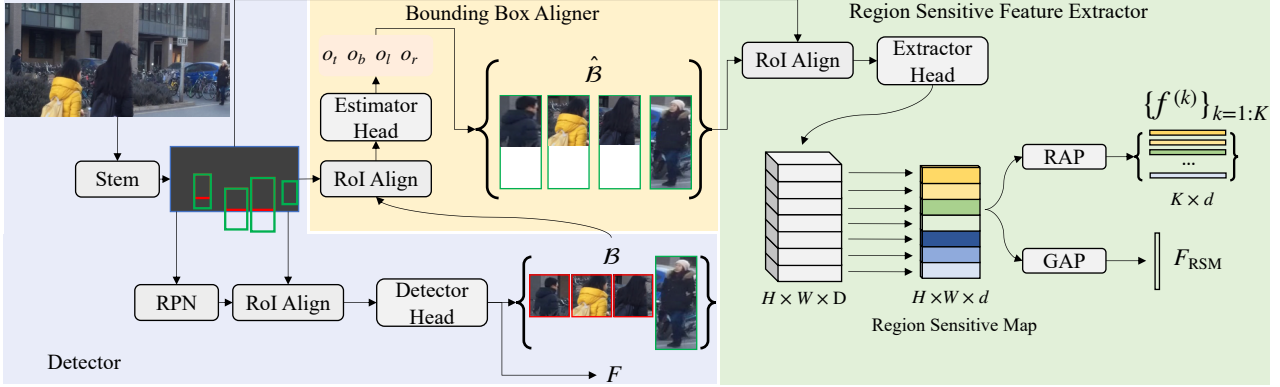 Bounding Box Aligner
Region Sensitive Feature Extractor
o_t o_b o_l o_r
Estimator
Head
RoI Align
Stem
B̂
RoI Align
Extractor
Head
{f^(k)}_{k=1:K}
RAP
...
K × d
GAP
F_RSM
H × W × D
H ×W × d
Region Sensitive Map
B
RPN
RoI Align
Detector
Head
F
Detector